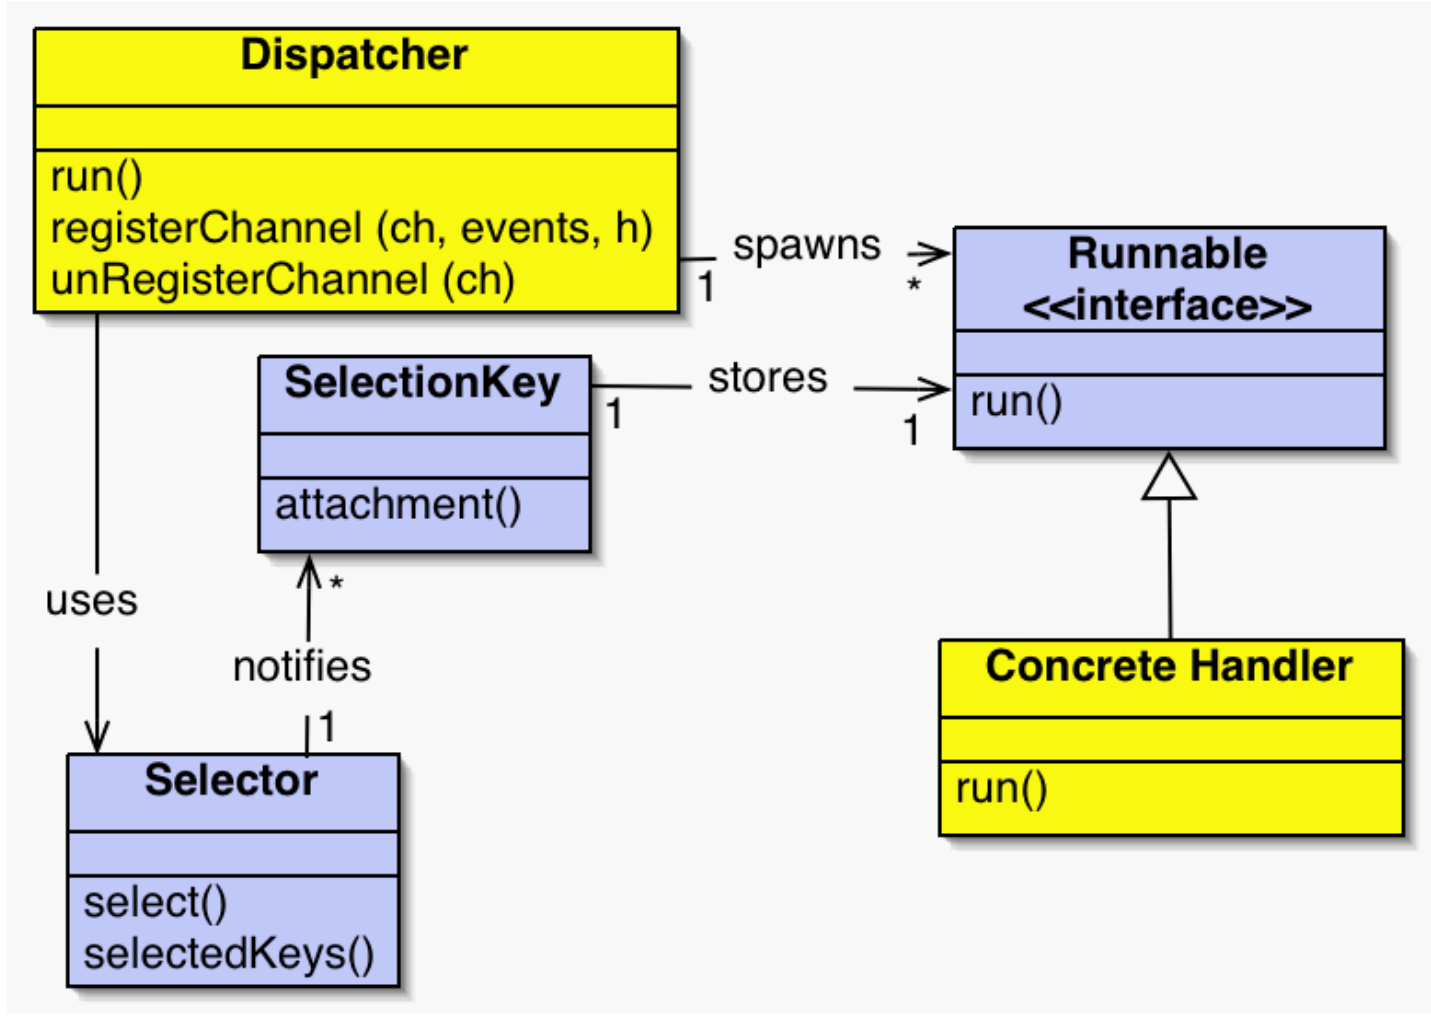 Dispatcher
run()
registerChannel (ch, events, h)
unRegisterChannel (ch)
spawns
1
*
Runnable
<<interface>>
run()
SelectionKey
attachment()
stores
1
1
uses
*
notifies
1
Concrete Handler
run()
Selector
select()
selectedKeys()